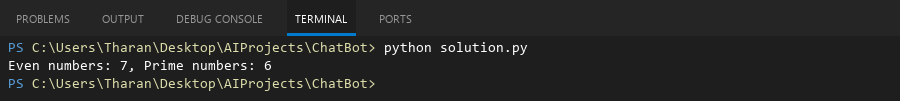 PROBLEMS OUTPUT DEBUG CONSOLE TERMINAL PORTS
PS C:\Users\Tharan\Desktop\AIProjects\ChatBot> python solution.py
Even numbers: 7, Prime numbers: 6
PS C:\Users\Tharan\Desktop\AIProjects\ChatBot>